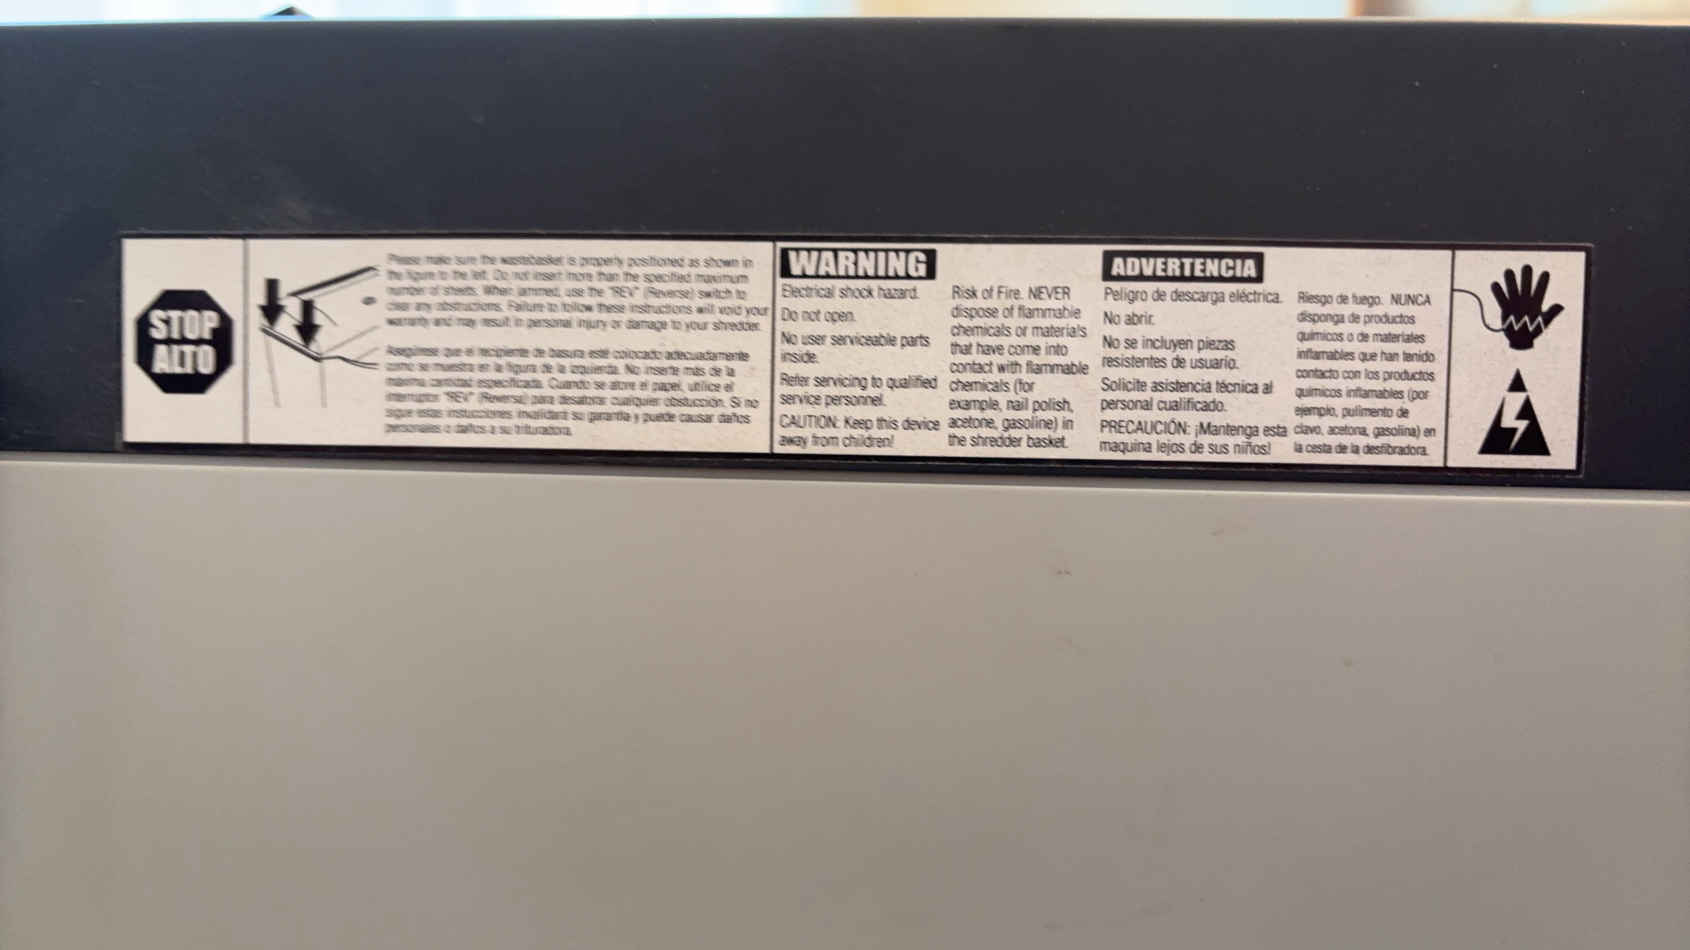 STOP
ALTO
Please make sure the wastebasket is properly positioned as shown in
the figure to the left. Do not insert more than the specified maximum
number of sheets. When jammed, use the "REV" (Reverse) switch to
clear any obstructions. Failure to follow these instructions will void your
warranty and may result in personal injury or damage to your shredder.
Asegúrese que el recipiente de basura esté colocado adecuadamente
como se muestra en la figura de la izquierda. No inserte más de la
máxima cantidad especificada. Cuando se atore el papel, utilice el
interruptor "REV" (Reversa) para desatorar cualquier obstucción. Si no
sigue estas instucciones invalidará su garantía y puede causar daños
personales o daños a su trituradora.
WARNING
Electrical shock hazard.
Do not open.
No user serviceable parts
inside.
Refer servicing to qualified
service personnel.
CAUTION: Keep this device
away from children!
Risk of Fire. NEVER
dispose of flammable
chemicals or materials
that have come into
contact with flammable
chemicals (for
example, nail polish,
acetone, gasoline) in
the shredder basket.
ADVERTENCIA
Peligro de descarga eléctrica.
No abrir.
No se incluyen piezas
resistentes de usuario.
Solicite asistencia técnica al
personal cualificado.
PRECAUCIÓN: ¡Mantenga esta
maquina lejos de sus niños!
Riesgo de fuego. NUNCA
disponga de productos
químicos o de materiales
inflamables que han tenido
contacto con los productos
químicos inflamables (por
ejemplo, pulimento de
clavo, acetona, gasolina) en
la cesta de la desfibradora.